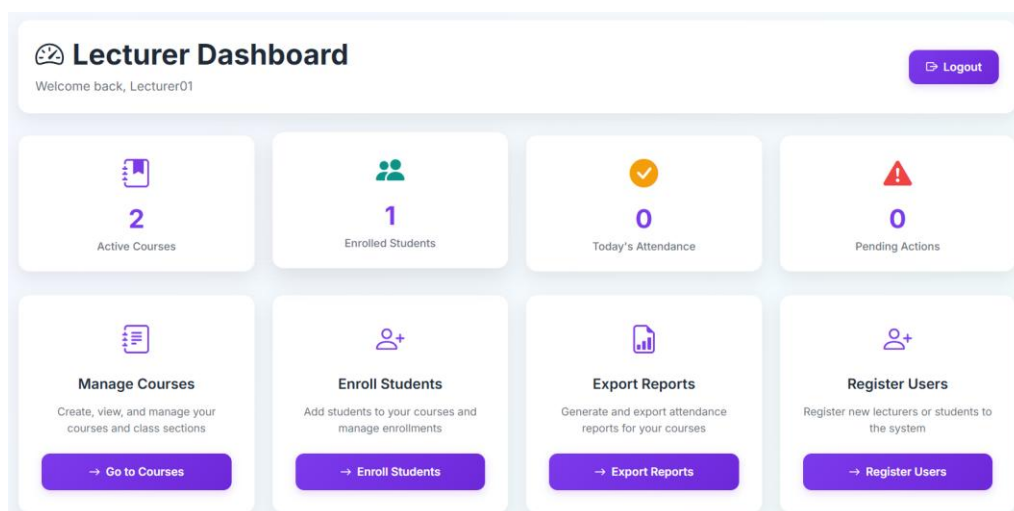 Lecturer Dashboard
Welcome back, Lecturer01
Logout
2
Active Courses
1
Enrolled Students
0
Today's Attendance
0
Pending Actions
Manage Courses
Create, view, and manage your
courses and class sections
→ Go to Courses
Enroll Students
Add students to your courses and
manage enrollments
→ Enroll Students
Export Reports
Generate and export attendance
reports for your courses
→ Export Reports
Register Users
Register new lecturers or students to
the system
→ Register Users